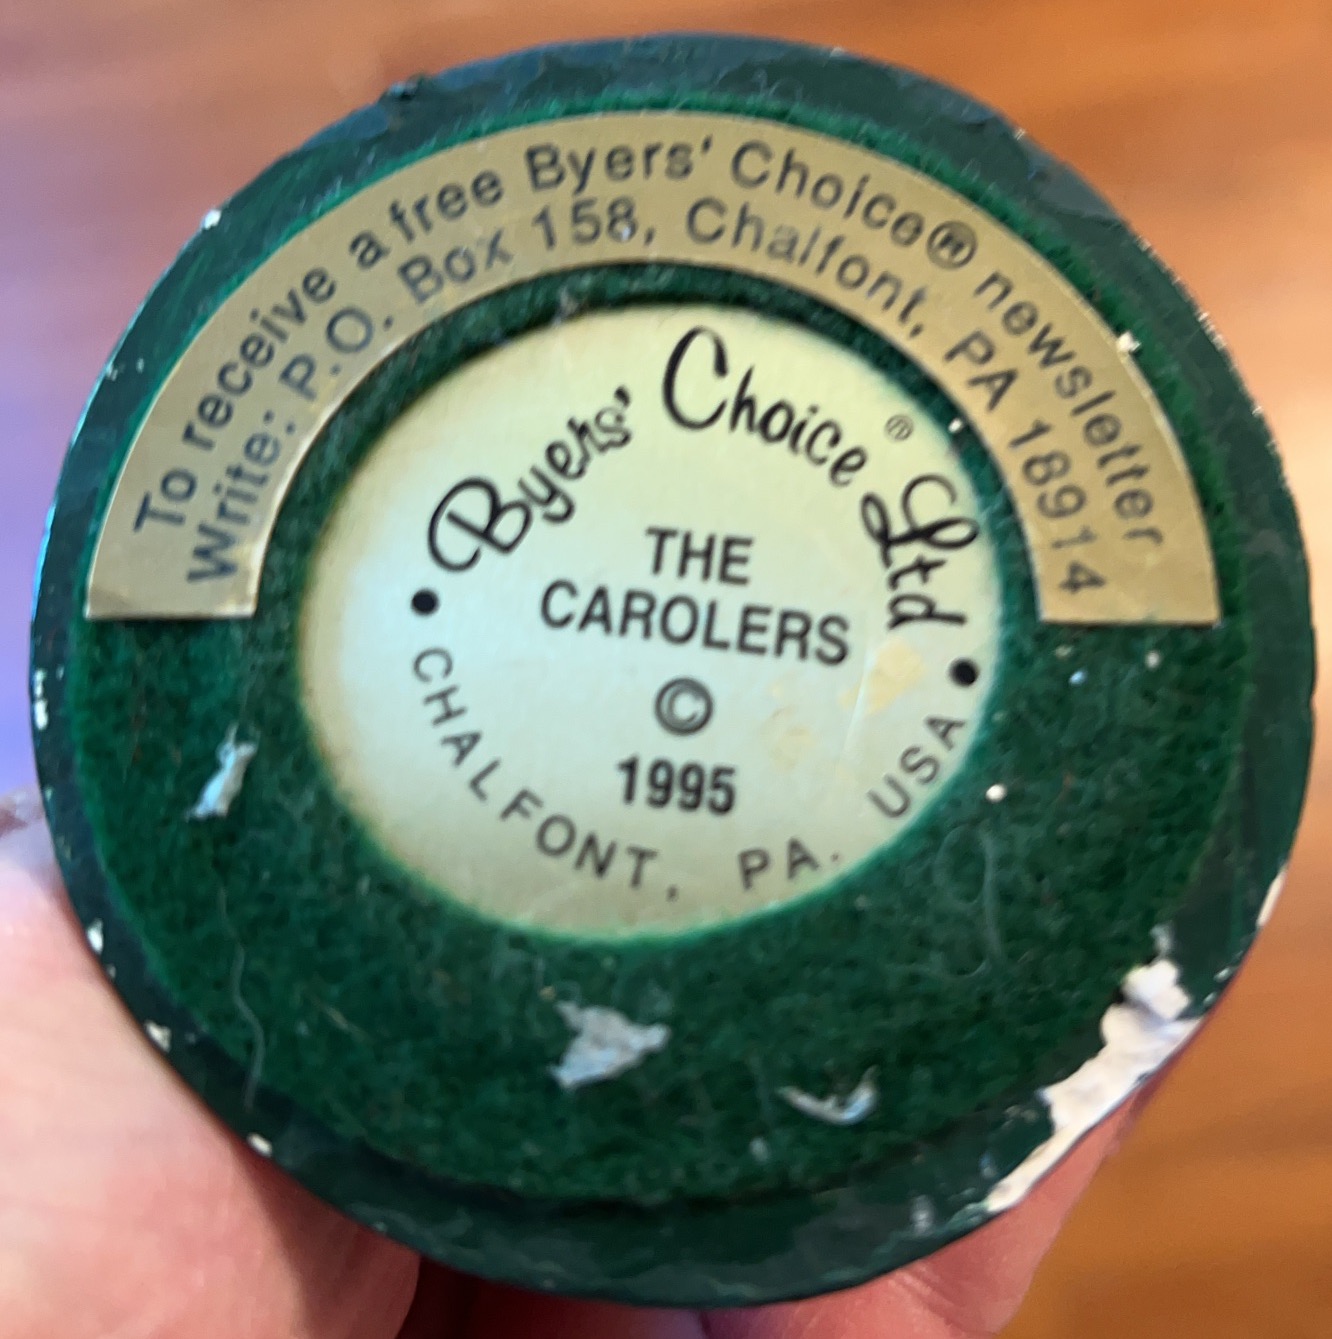 To receive a free Byers' Choice® newsletter
Write: P.O. Box 158, Chalfont, PA 18914
Byers' Choice® Ltd
THE
CAROLERS
©
1995
• CHALFONT, PA. USA •